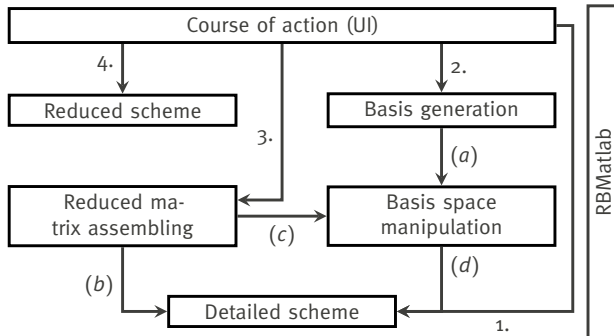 Course of action (UI)
4.
2.
Reduced scheme
Basis generation
3.
(a)
Reduced ma-
trix assembling
(c)
Basis space
manipulation
(b)
(d)
Detailed scheme
1.
RBMatlab